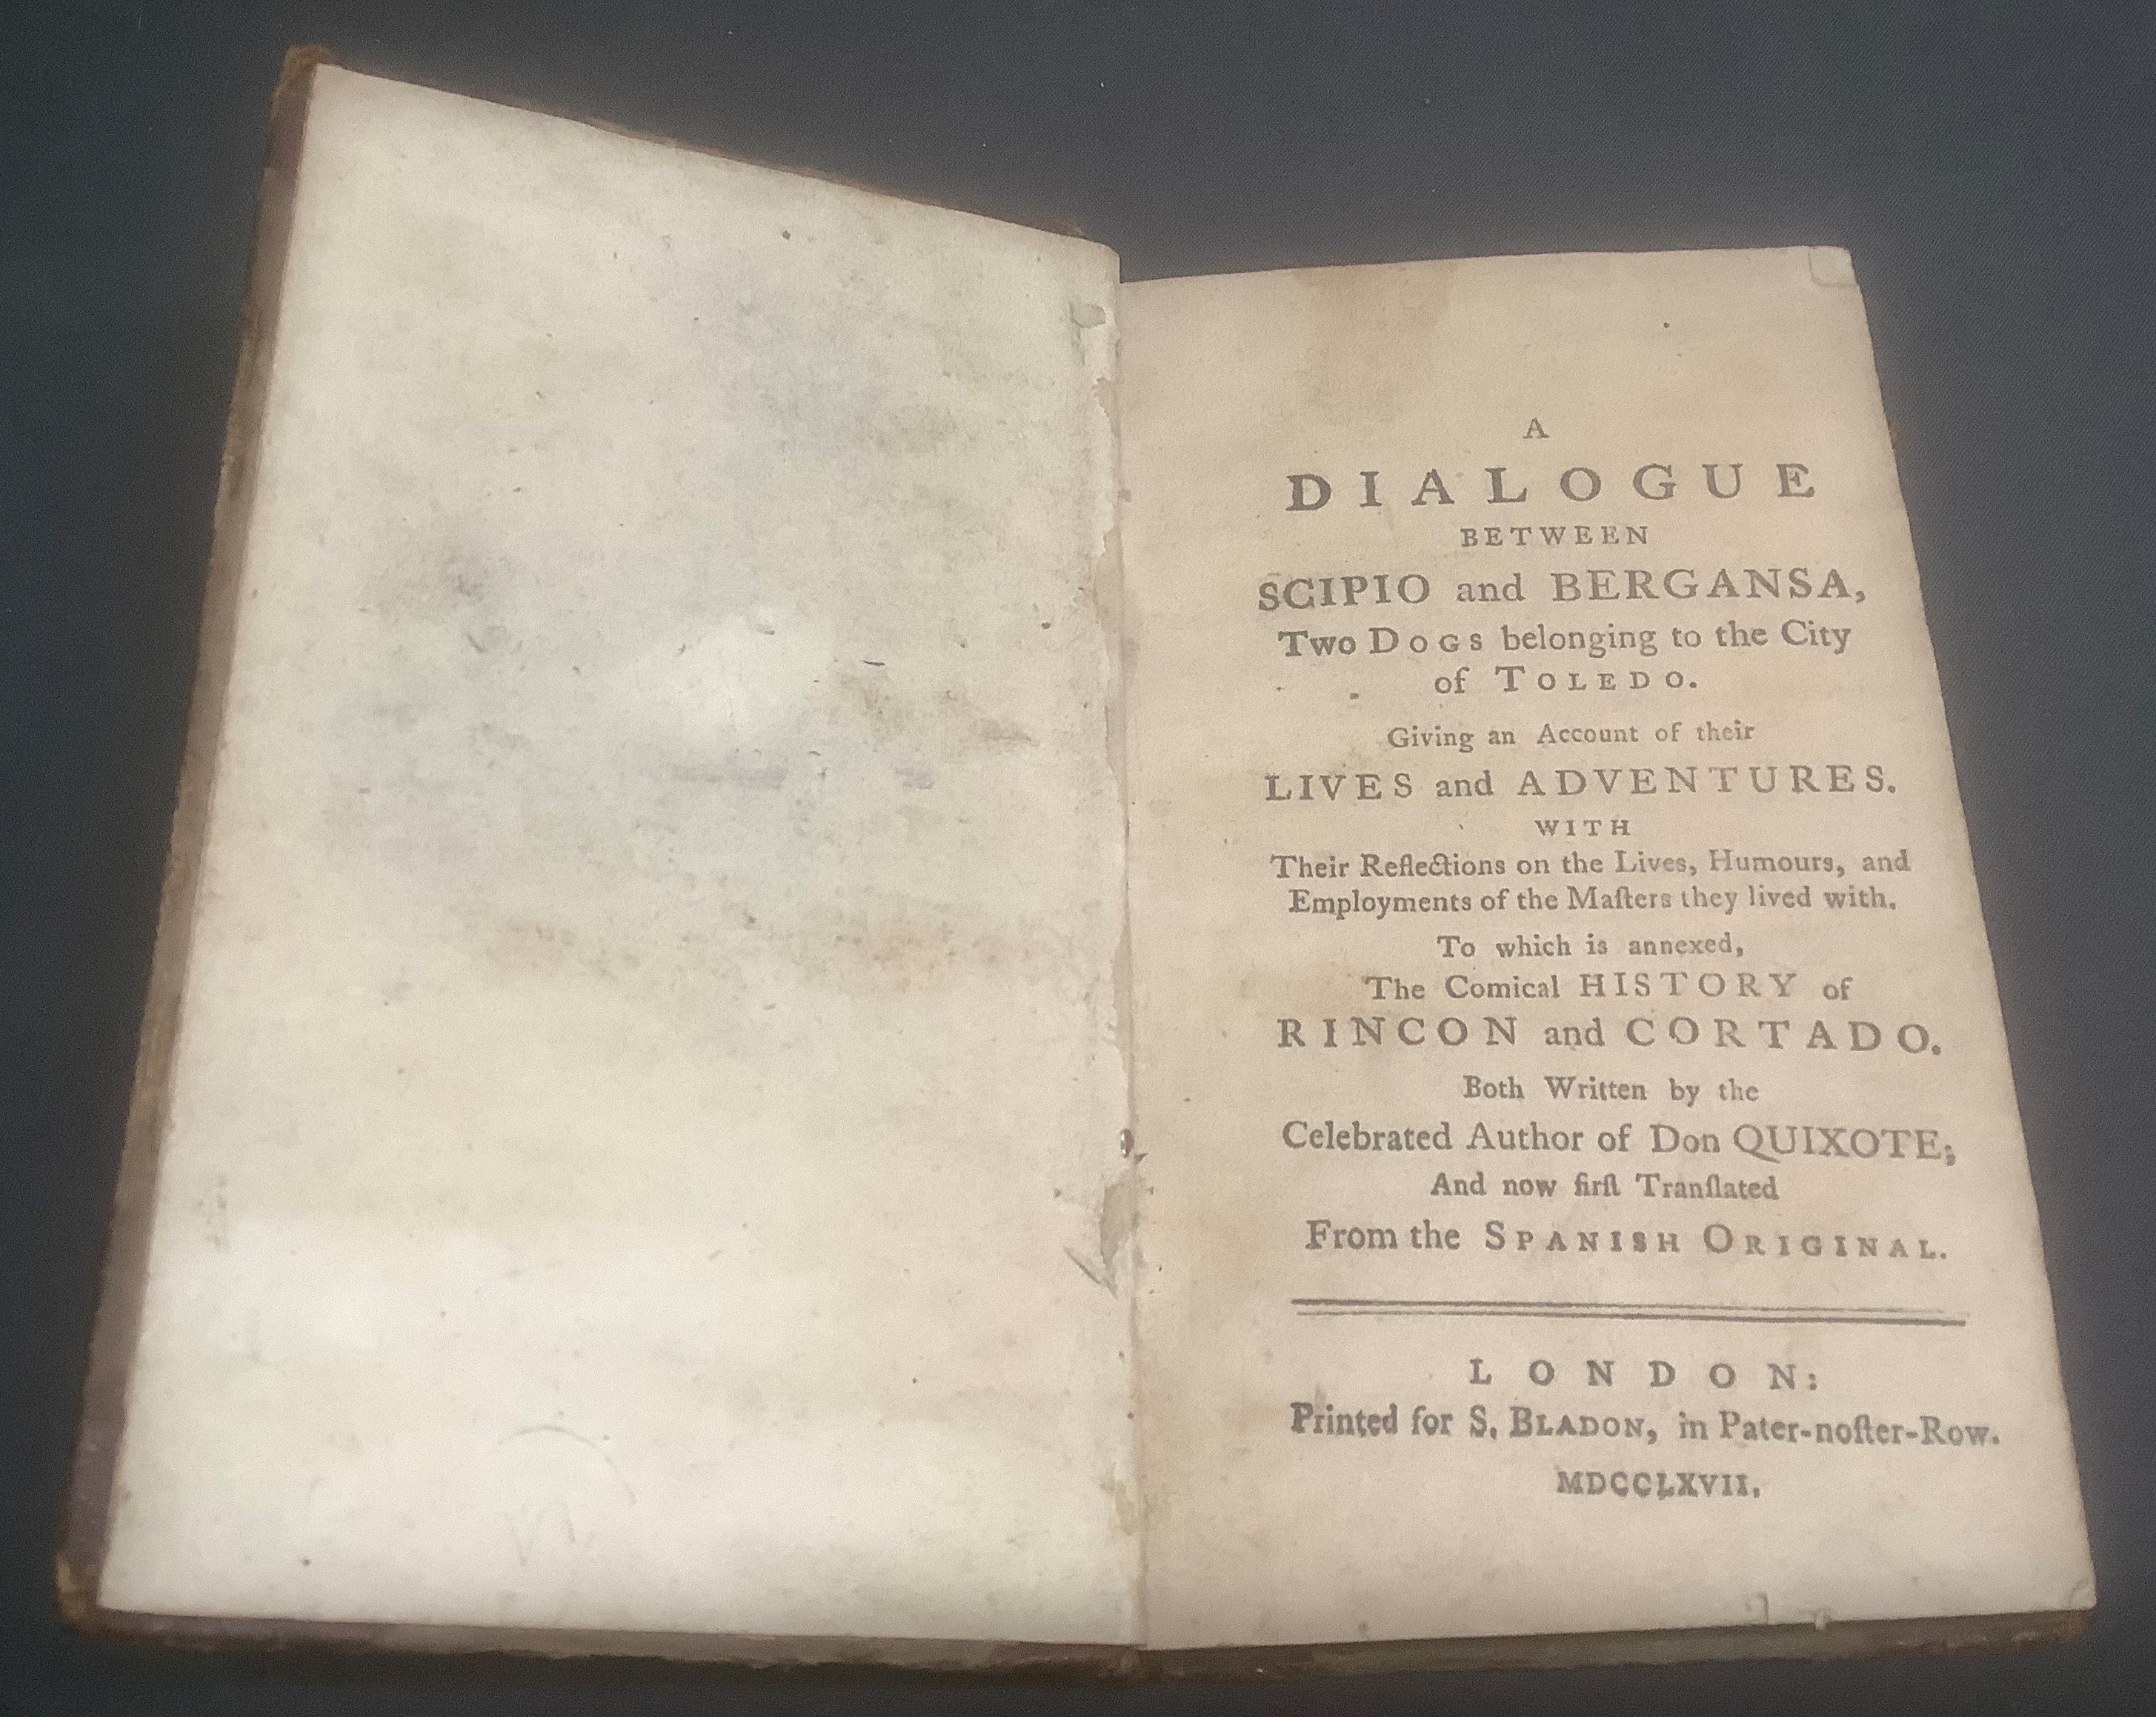 A
DIALOGUE
BETWEEN
SCIPIO and BERGANSA,
Two DOGS belonging to the City
of TOLEDO.
Giving an Account of their
LIVES and ADVENTURES.
WITH
Their Reflections on the Lives, Humours, and
Employments of the Maſters they lived with.
To which is annexed,
The Comical HISTORY of
RINCON and CORTADO.
Both Written by the
Celebrated Author of Don QUIXOTE;
And now firſt Tranſlated
From the SPANISH ORIGINAL.
LONDON:
Printed for S. BLADON, in Pater-noſter-Row.
MDCCLXVII.